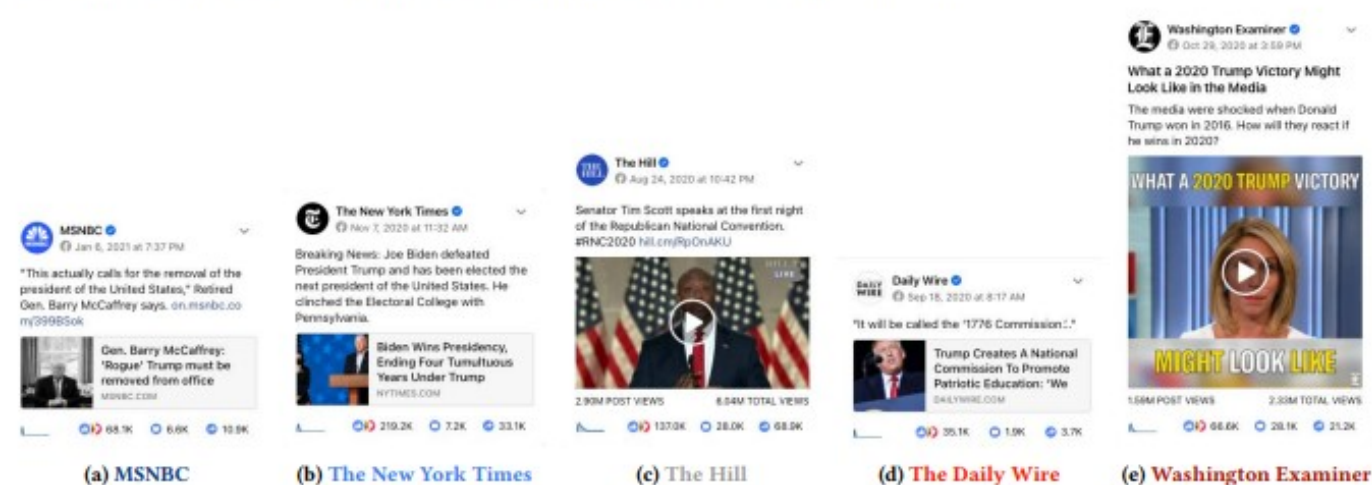 MSNBC
Jan 6, 2021 at 7:37 PM
"This actually calls for the removal of the
president of the United States," Retired
Gen. Barry McCaffrey says. on.msnbc.co
m/399BSok
Gen. Barry McCaffrey:
'Rogue' Trump must be
removed from office
MSNBC.COM
68.1K 6.6K 10.9K
(a) MSNBC
The New York Times
Nov 7, 2020 at 11:32 AM
Breaking News: Joe Biden defeated
President Trump and has been elected the
next president of the United States. He
clinched the Electoral College with
Pennsylvania.
Biden Wins Presidency,
Ending Four Tumultuous
Years Under Trump
NYTIMES.COM
219.2K 7.2K 33.1K
(b) The New York Times
THE
HILL
The Hill
Aug 24, 2020 at 10:42 PM
Senator Tim Scott speaks at the first night
of the Republican National Convention.
#RNC2020 hill.cm/RpOnAKU
LIVE
2.90M POST VIEWS 6.04M TOTAL VIEWS
137.0K 28.0K 68.9K
(c) The Hill
DAILY
WIRE
Daily Wire
Sep 18, 2020 at 8:17 AM
"It will be called the '1776 Commission'."
Trump Creates A National
Commission To Promote
Patriotic Education: 'We
DAILYWIRE.COM
35.1K 1.9K 3.7K
(d) The Daily Wire
Washington Examiner
Oct 29, 2020 at 3:59 PM
What a 2020 Trump Victory Might
Look Like in the Media
The media were shocked when Donald
Trump won in 2016. How will they react if
he wins in 2020?
WHAT A 2020 TRUMP VICTORY
MIGHT LOOK LIKE
1.59M POST VIEWS 2.33M TOTAL VIEWS
66.6K 28.1K 21.2K
(e) Washington Examiner